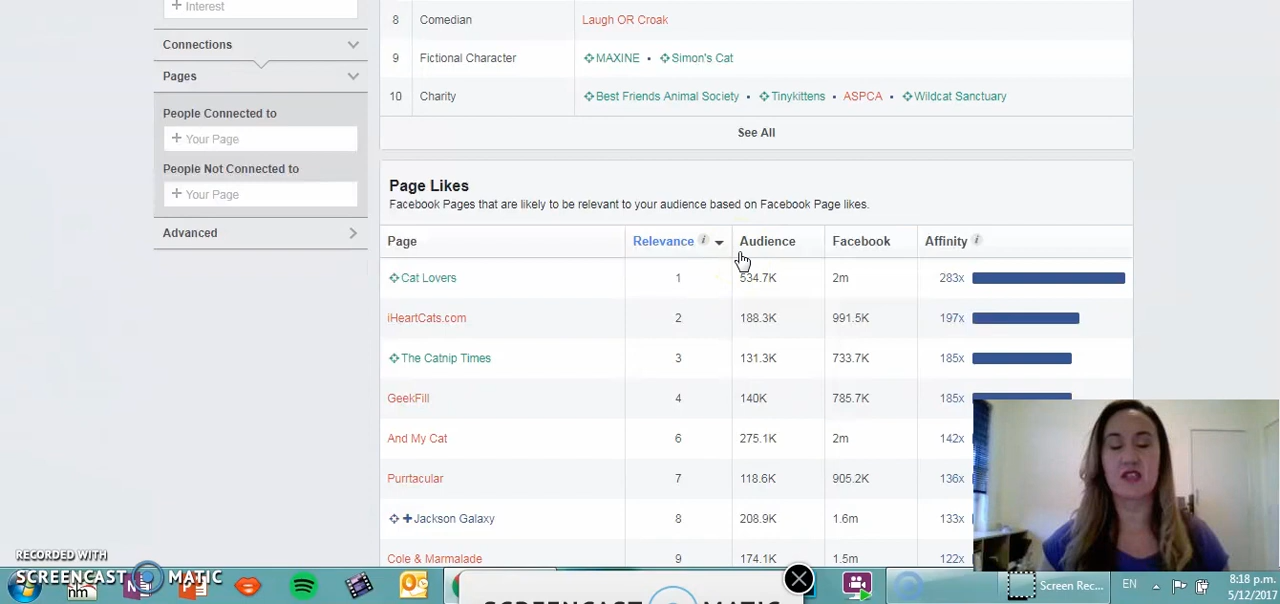 + Interest
Connections
Pages
People Connected to
+ Your Page
People Not Connected to
+ Your Page
Advanced
8 Comedian Laugh OR Croak
9 Fictional Character MAXINE • Simon's Cat
10 Charity Best Friends Animal Society • Tinykittens • ASPCA • Wildcat Sanctuary
See All
Page Likes
Facebook Pages that are likely to be relevant to your audience based on Facebook Page likes.
Page Relevance i Audience Facebook Affinity i
Cat Lovers 1 534.7K 2m 283x
iHeartCats.com 2 188.3K 991.5K 197x
The Catnip Times 3 131.3K 733.7K 185x
GeekFill 4 140K 785.7K 185x
And My Cat 6 275.1K 2m 142x
Purrtacular 7 118.6K 905.2K 136x
+ Jackson Galaxy 8 208.9K 1.6m 133x
Cole & Marmalade 9 174.1K 1.5m 122x
RECORDED WITH
SCREENCAST MATIC
nm
SCREENCAST MATIC
Screen Rec...
EN
8:18 p.m.
5/12/2017